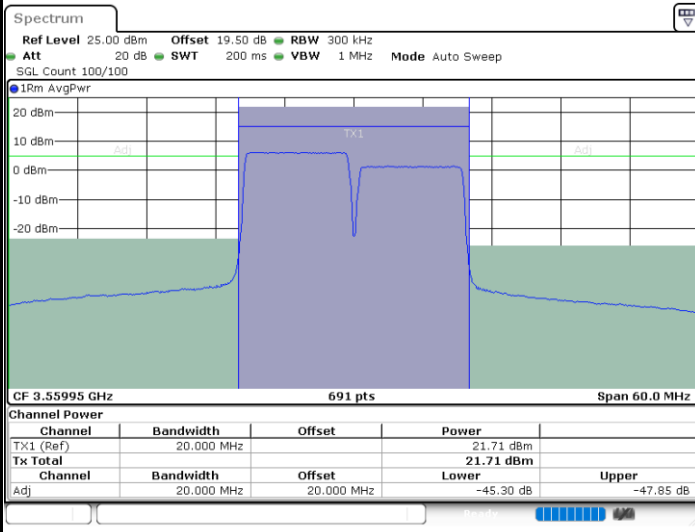 Spectrum
Ref Level 25.00 dBm Offset 19.50 dB RBW 300 kHz
Att 20 dB SWT 200 ms VBW 1 MHz Mode Auto Sweep
SGL Count 100/100
1Rm AvgPwr
20 dBm
TX1
10 dBm
Adj Adj
0 dBm
-10 dBm
-20 dBm
CF 3.55995 GHz 691 pts Span 60.0 MHz
Channel Power
Channel Bandwidth Offset Power
TX1 (Ref) 20.000 MHz 21.71 dBm
Tx Total 21.71 dBm
Channel Bandwidth Offset Lower Upper
Adj 20.000 MHz 20.000 MHz -45.30 dB -47.85 dB
Ready